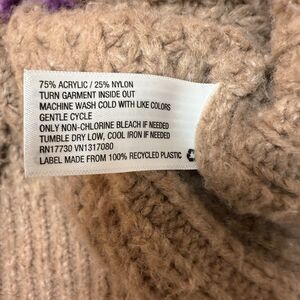 75% ACRYLIC / 25% NYLON
TURN GARMENT INSIDE OUT
MACHINE WASH COLD WITH LIKE COLORS
GENTLE CYCLE
ONLY NON-CHLORINE BLEACH IF NEEDED
TUMBLE DRY LOW, COOL IRON IF NEEDED
RN17730 VN1317080
LABEL MADE FROM 100% RECYCLED PLASTIC